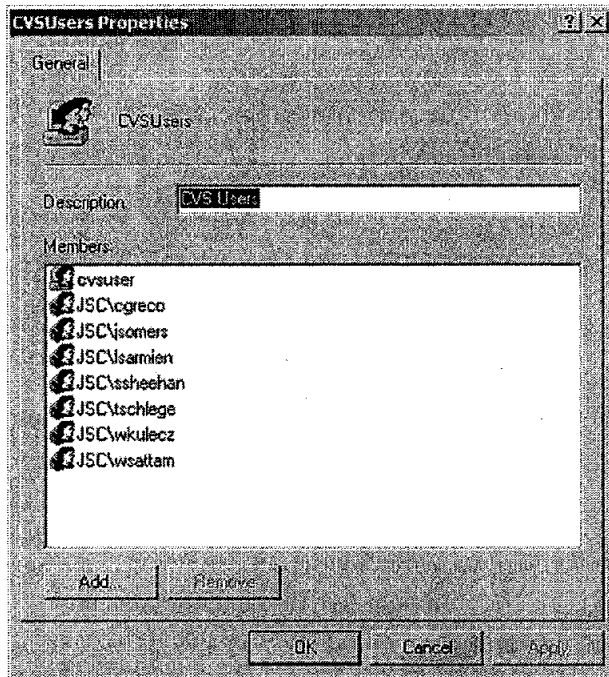 CVSUsers Properties
General
CVSUsers
Description:
CVS Users
Members:
cvsuser
JSC\cgreco
JSC\jsomers
JSC\lsarmien
JSC\ssheehan
JSC\tschlege
JSC\wkulecz
JSC\wsattam
Add...
Remove
OK
Cancel
Apply